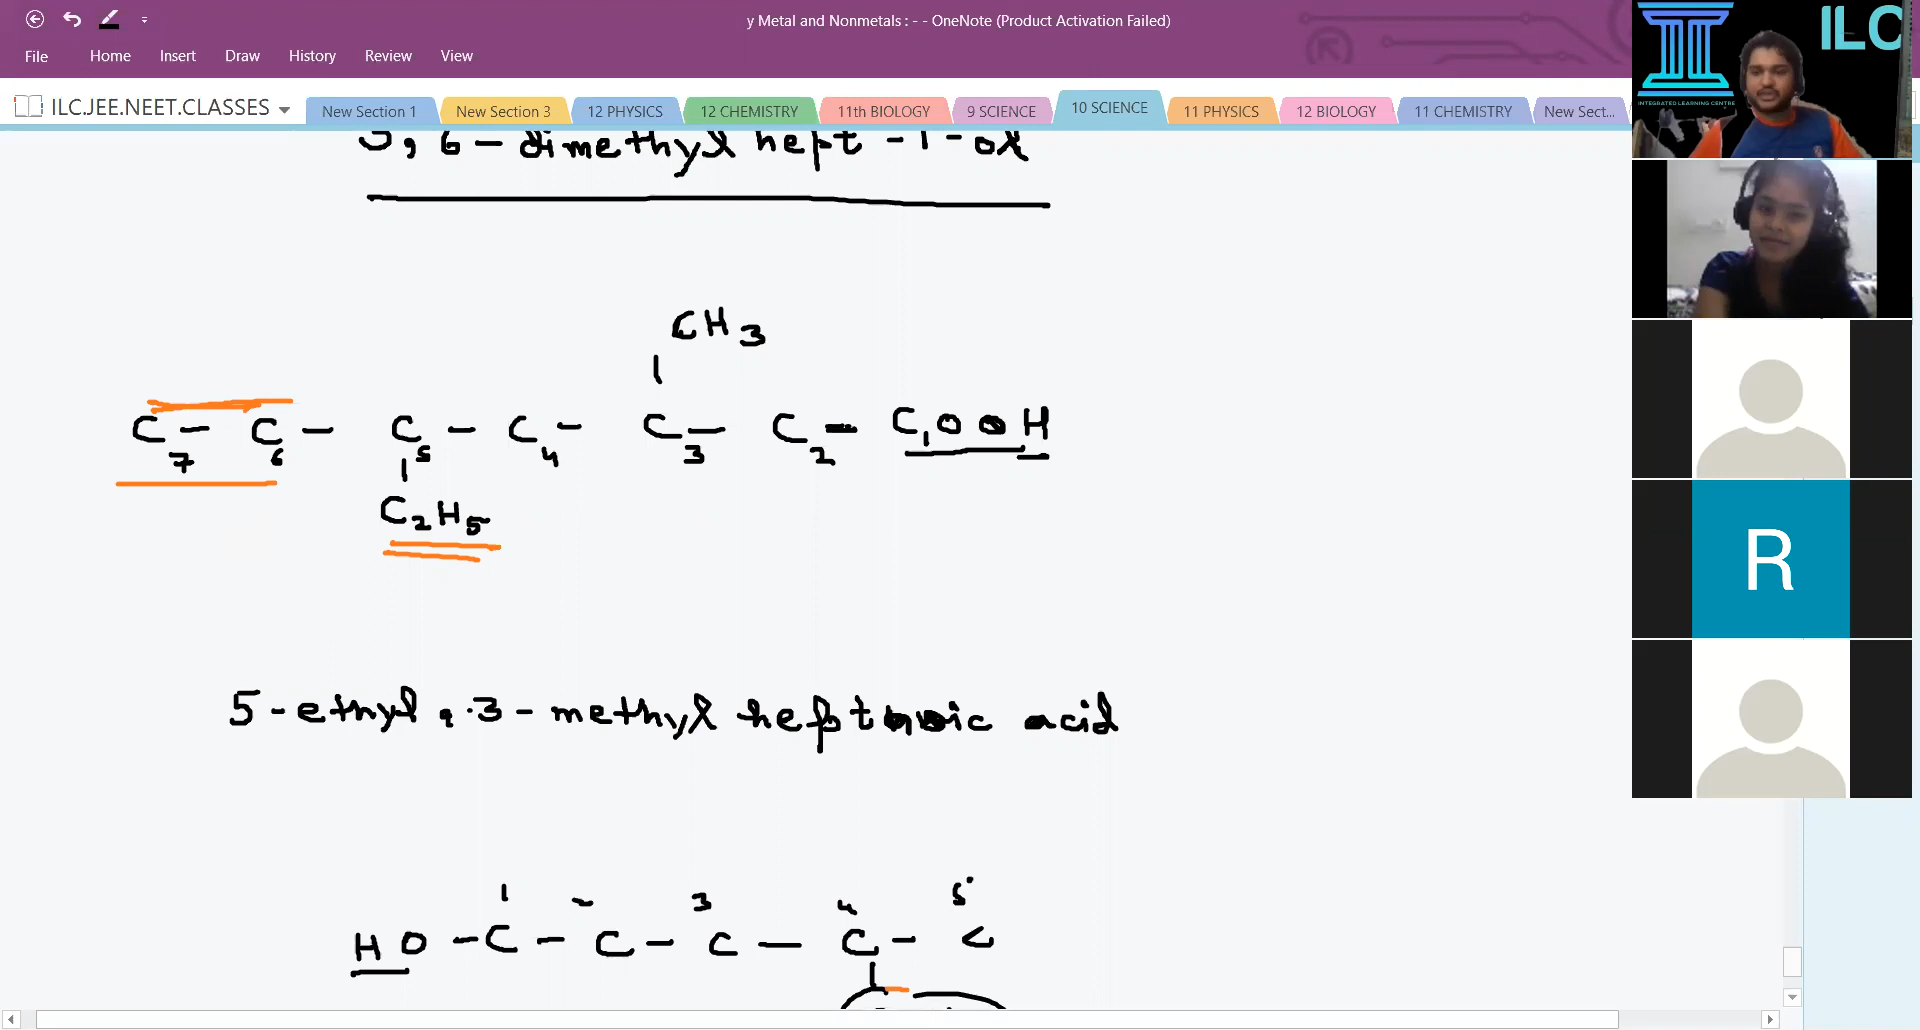 y Metal and Nonmetals : - - OneNote (Product Activation Failed)
File Home Insert Draw History Review View
ILC.JEE.NEET.CLASSES New Section 1 New Section 3 12 PHYSICS 12 CHEMISTRY 11th BIOLOGY 9 SCIENCE 10 SCIENCE 11 PHYSICS 12 BIOLOGY 11 CHEMISTRY New Sect...
ILC
INTEGRATED LEARNING CENTRE
, 6 - dimethyl hept - 1 - ol
CH3
C7 - C6 - C5 - C4 - C3 - C2 - C1OOH
C2H5
R
5 - ethyl, 3 - methyl heptanoic acid
1 2 3 4 5
HO - C - C - C - C - C